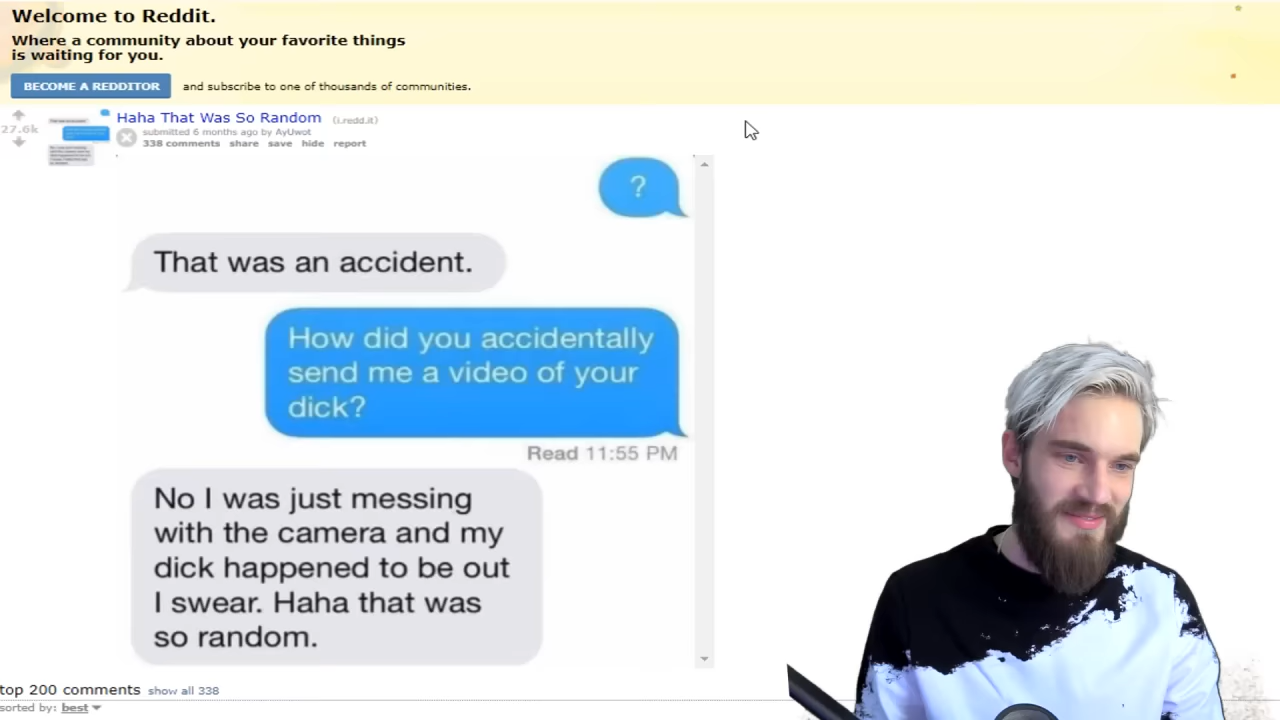 Welcome to Reddit.
Where a community about your favorite things
is waiting for you.
BECOME A REDDITOR and subscribe to one of thousands of communities.
Haha That Was So Random (i.redd.it)
27.6k
submitted 6 months ago by AyUwot
338 comments share save hide report
?
That was an accident.
How did you accidentally
send me a video of your
dick?
Read 11:55 PM
No I was just messing
with the camera and my
dick happened to be out
I swear. Haha that was
so random.
top 200 comments show all 338
sorted by: best